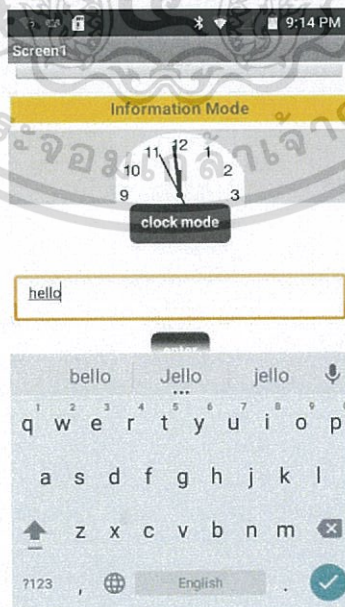 9:14 PM
Screen1
Information Mode
11 12 1
10 2
9 3
clock mode
hello
enter
bello Jello jello
1 2 3 4 5 6 7 8 9 0
q w e r t y u i o p
a s d f g h j k l
z x c v b n m
?123 , English .